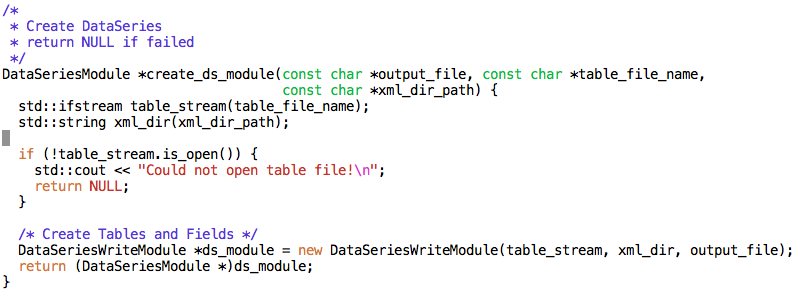 /*
 * Create DataSeries
 * return NULL if failed
 */
DataSeriesModule *create_ds_module(const char *output_file, const char *table_file_name,
                                   const char *xml_dir_path) {
  std::ifstream table_stream(table_file_name);
  std::string xml_dir(xml_dir_path);

  if (!table_stream.is_open()) {
    std::cout << "Could not open table file!\n";
    return NULL;
  }

  /* Create Tables and Fields */
  DataSeriesWriteModule *ds_module = new DataSeriesWriteModule(table_stream, xml_dir, output_file);
  return (DataSeriesModule *)ds_module;
}